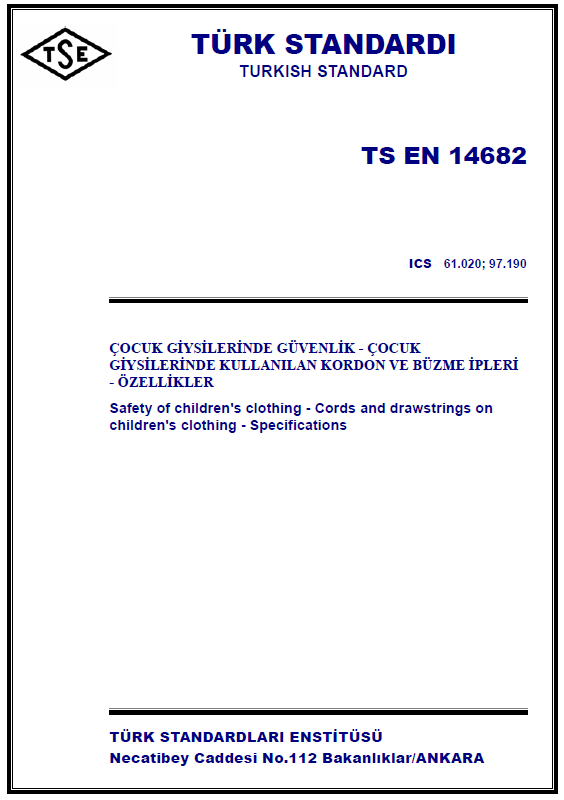 TSE
TÜRK STANDARDI
TURKISH STANDARD
TS EN 14682
ICS 61.020; 97.190
ÇOCUK GİYSİLERİNDE GÜVENLİK - ÇOCUK
GİYSİLERİNDE KULLANILAN KORDON VE BÜZME İPLERİ
- ÖZELLİKLER
Safety of children's clothing - Cords and drawstrings on
children's clothing - Specifications
TÜRK STANDARDLARI ENSTİTÜSÜ
Necatibey Caddesi No.112 Bakanlıklar/ANKARA